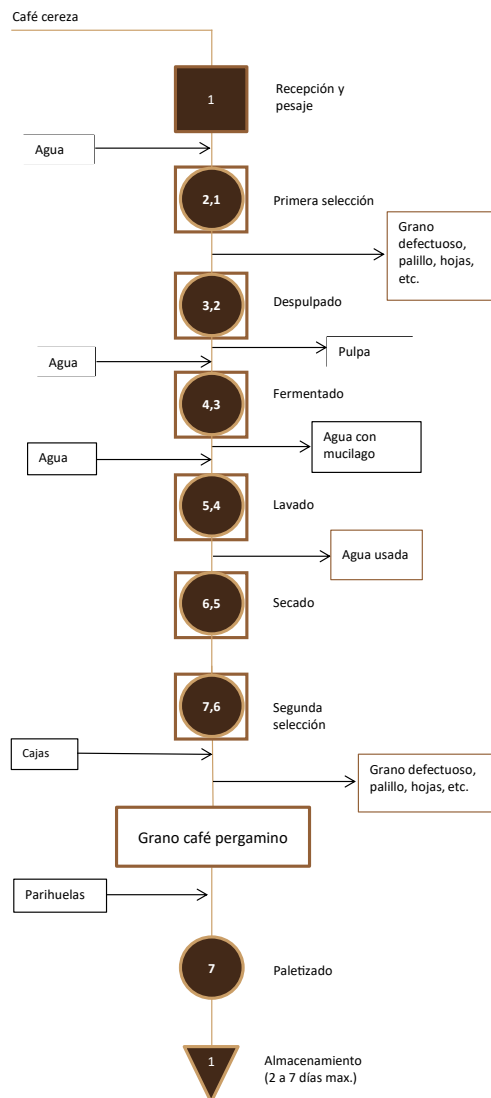 Café cereza
1
Recepción y
pesaje
Agua
2,1
Primera selección
Grano
defectuoso,
palillo, hojas,
etc.
3,2
Despulpado
Agua
Pulpa
4,3
Fermentado
Agua
Agua con
mucilago
5,4
Lavado
Agua usada
6,5
Secado
7,6
Segunda
selección
Cajas
Grano defectuoso,
palillo, hojas, etc.
Grano café pergamino
Parihuelas
7
Paletizado
1
Almacenamiento
(2 a 7 días max.)